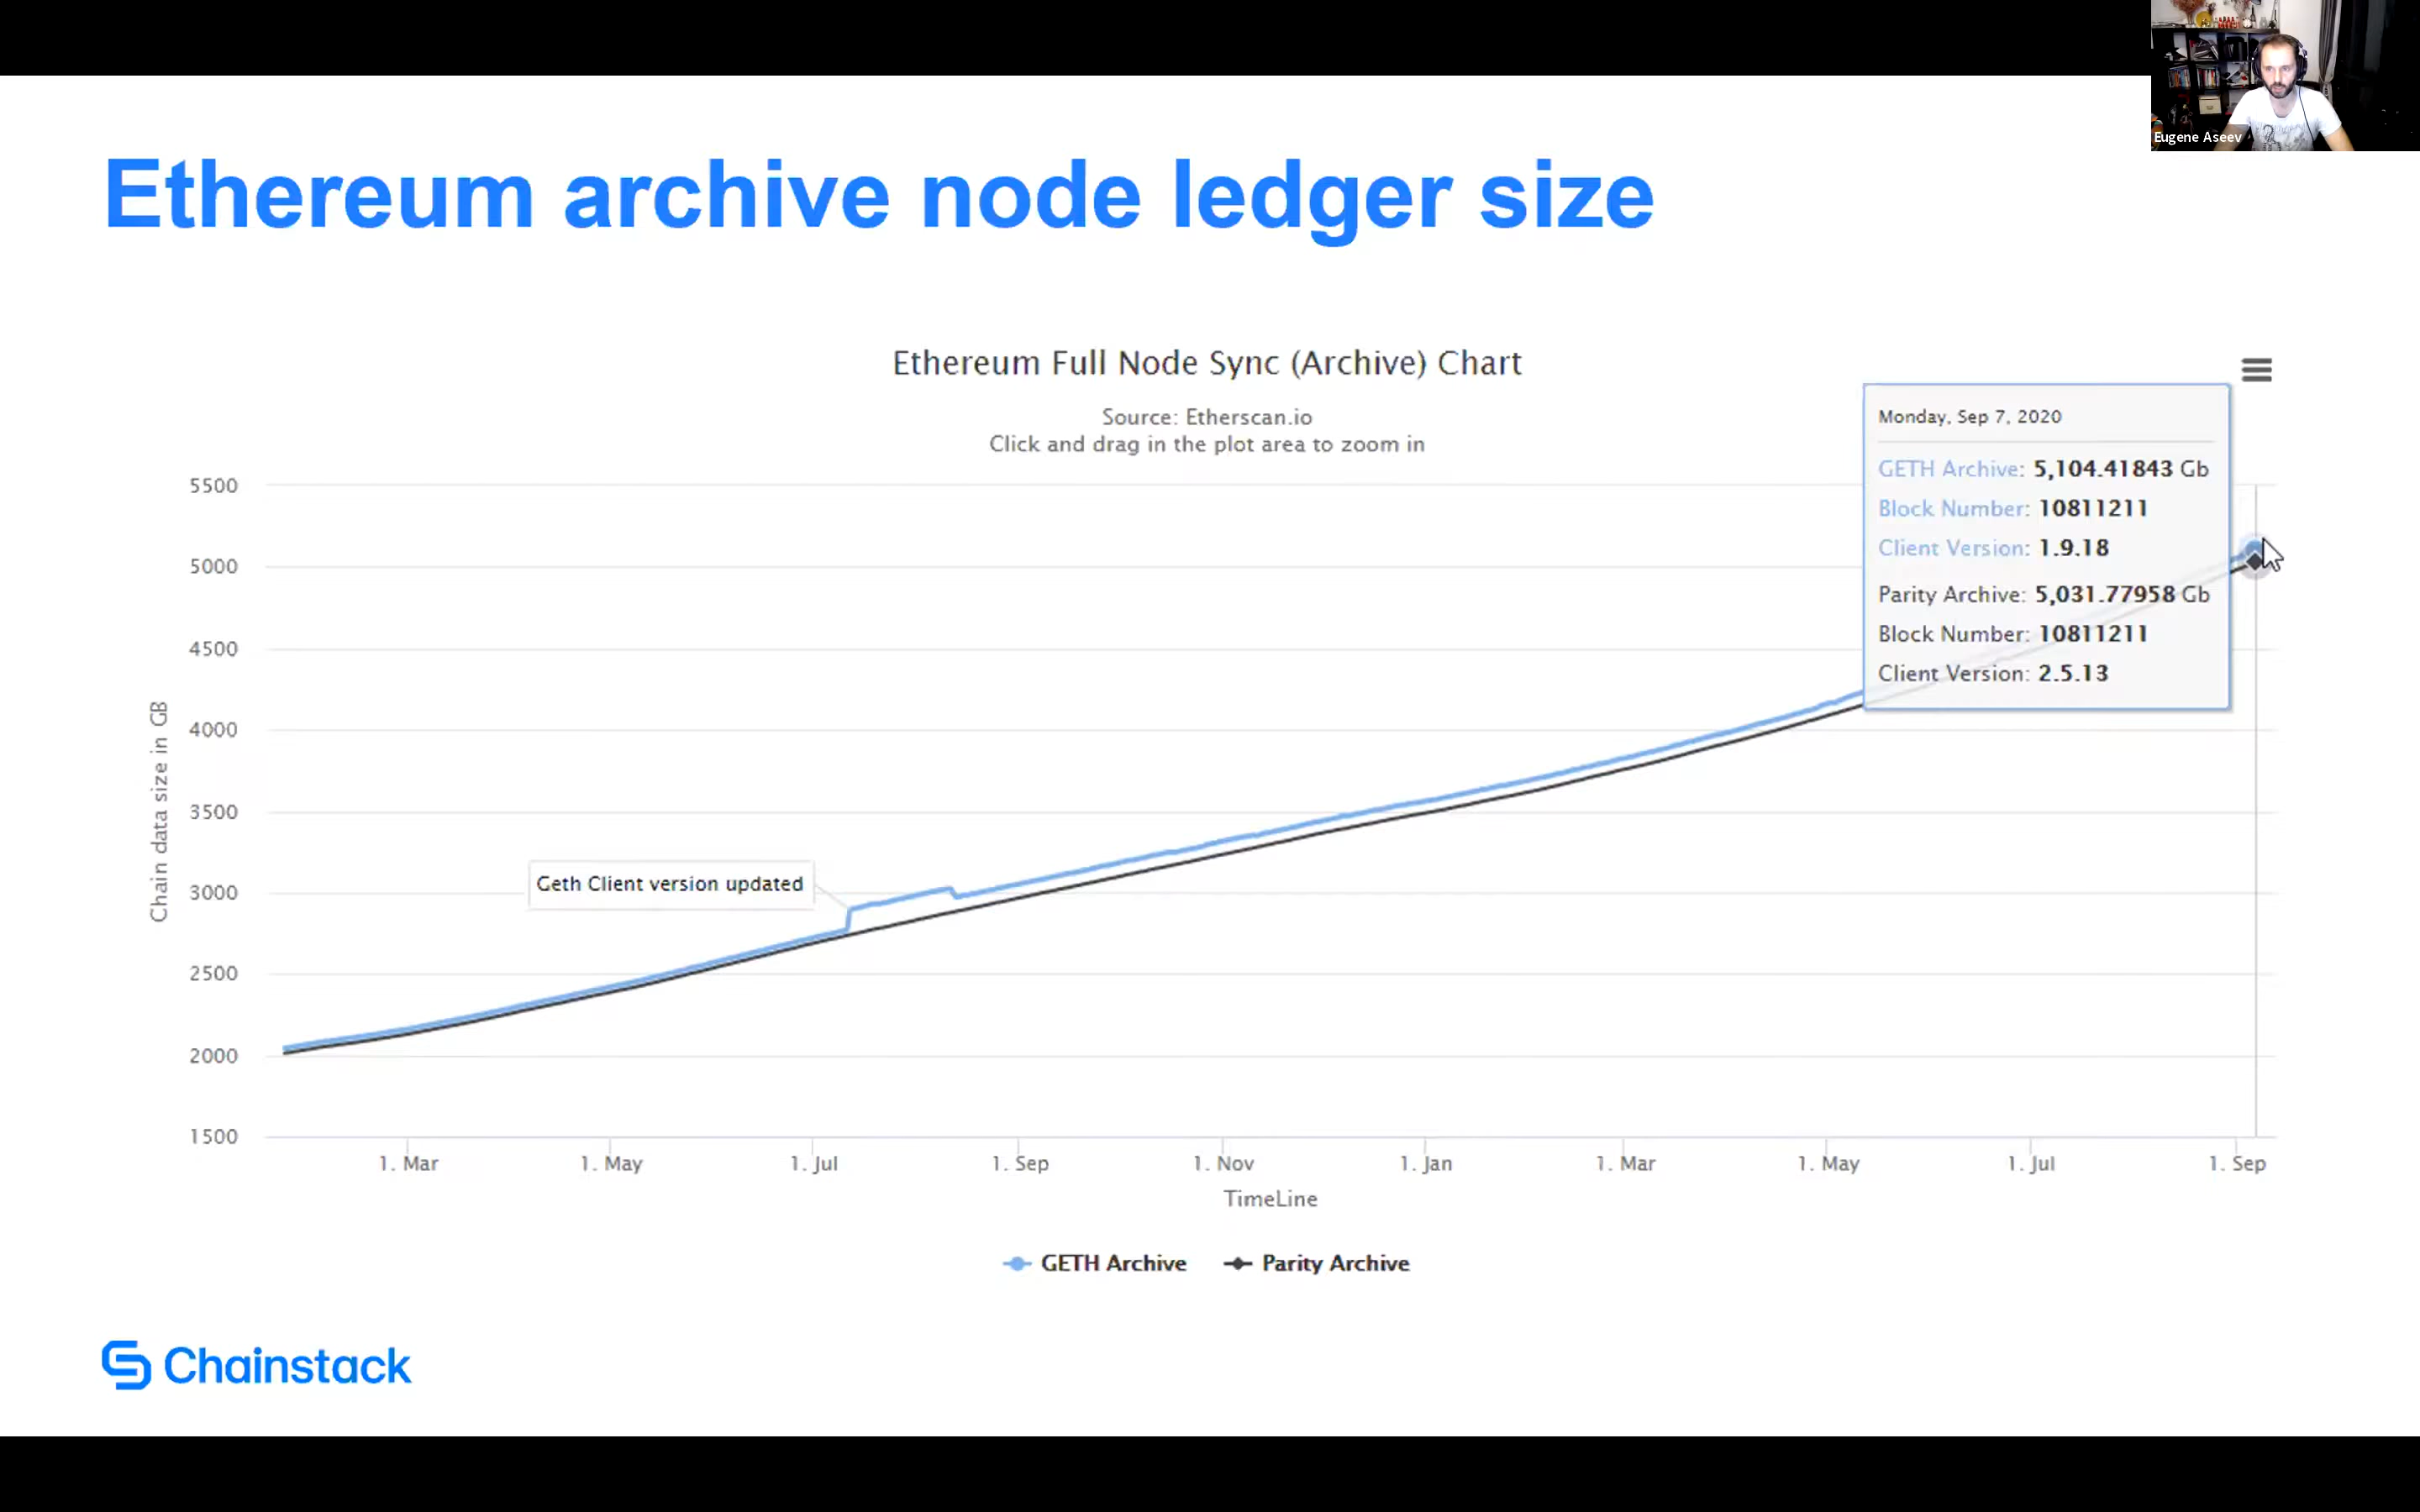 Eugene Aseev
Ethereum archive node ledger size
Ethereum Full Node Sync (Archive) Chart
Source: Etherscan.io
Click and drag in the plot area to zoom in
Monday, Sep 7, 2020
GETH Archive: 5,104.41843 Gb
Block Number: 10811211
Client Version: 1.9.18
Parity Archive: 5,031.77958 Gb
Block Number: 10811211
Client Version: 2.5.13
Chain data size in GB
5500
5000
4500
4000
3500
3000
2500
2000
1500
Geth Client version updated
1. Mar
1. May
1. Jul
1. Sep
1. Nov
1. Jan
1. Mar
1. May
1. Jul
1. Sep
TimeLine
GETH Archive
Parity Archive
Chainstack